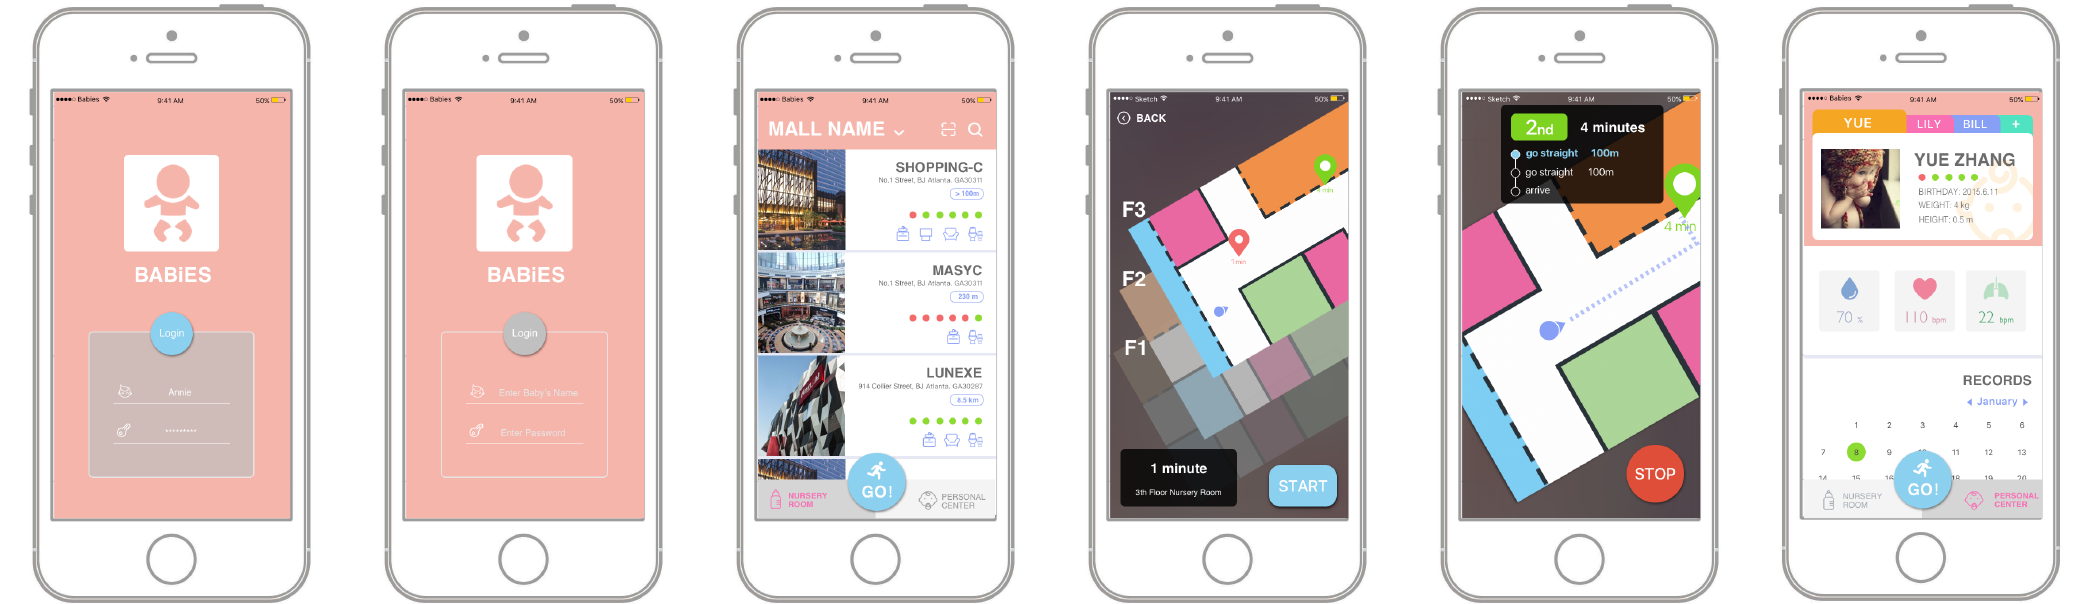 Babies
9:41 AM
50%
BABiES
Login
Annie
Babies
9:41 AM
50%
BABiES
Login
Enter Baby's Name
Enter Password
Babies
9:41 AM
50%
MALL NAME
SHOPPING-C
No.1 Street, BJ Atlanta. GA30311
> 100m
MASYC
No.1 Street, BJ Atlanta. GA30311
230 m
LUNEXE
914 Collier Street, BJ Atlanta. GA30287
8.5 km
GO!
NURSERY
ROOM
PERSONAL
CENTER
Sketch
9:41 AM
50%
BACK
F3
F2
F1
1min
1 minute
3th Floor Nursery Room
START
Sketch
9:41 AM
50%
2nd
4 minutes
go straight 100m
go straight 100m
arrive
4 min
STOP
Babies
9:41 AM
50%
YUE
LILY
BILL
+
YUE ZHANG
BIRTHDAY: 2015.6.11
WEIGHT: 4 kg
HEIGHT: 0.5 m
70 %
110 bpm
22 bpm
RECORDS
January
1 2 3 4 5 6
7 8 9 10 11 12 13
14 15 16 18 19 20
GO!
NURSERY
ROOM
PERSONAL
CENTER